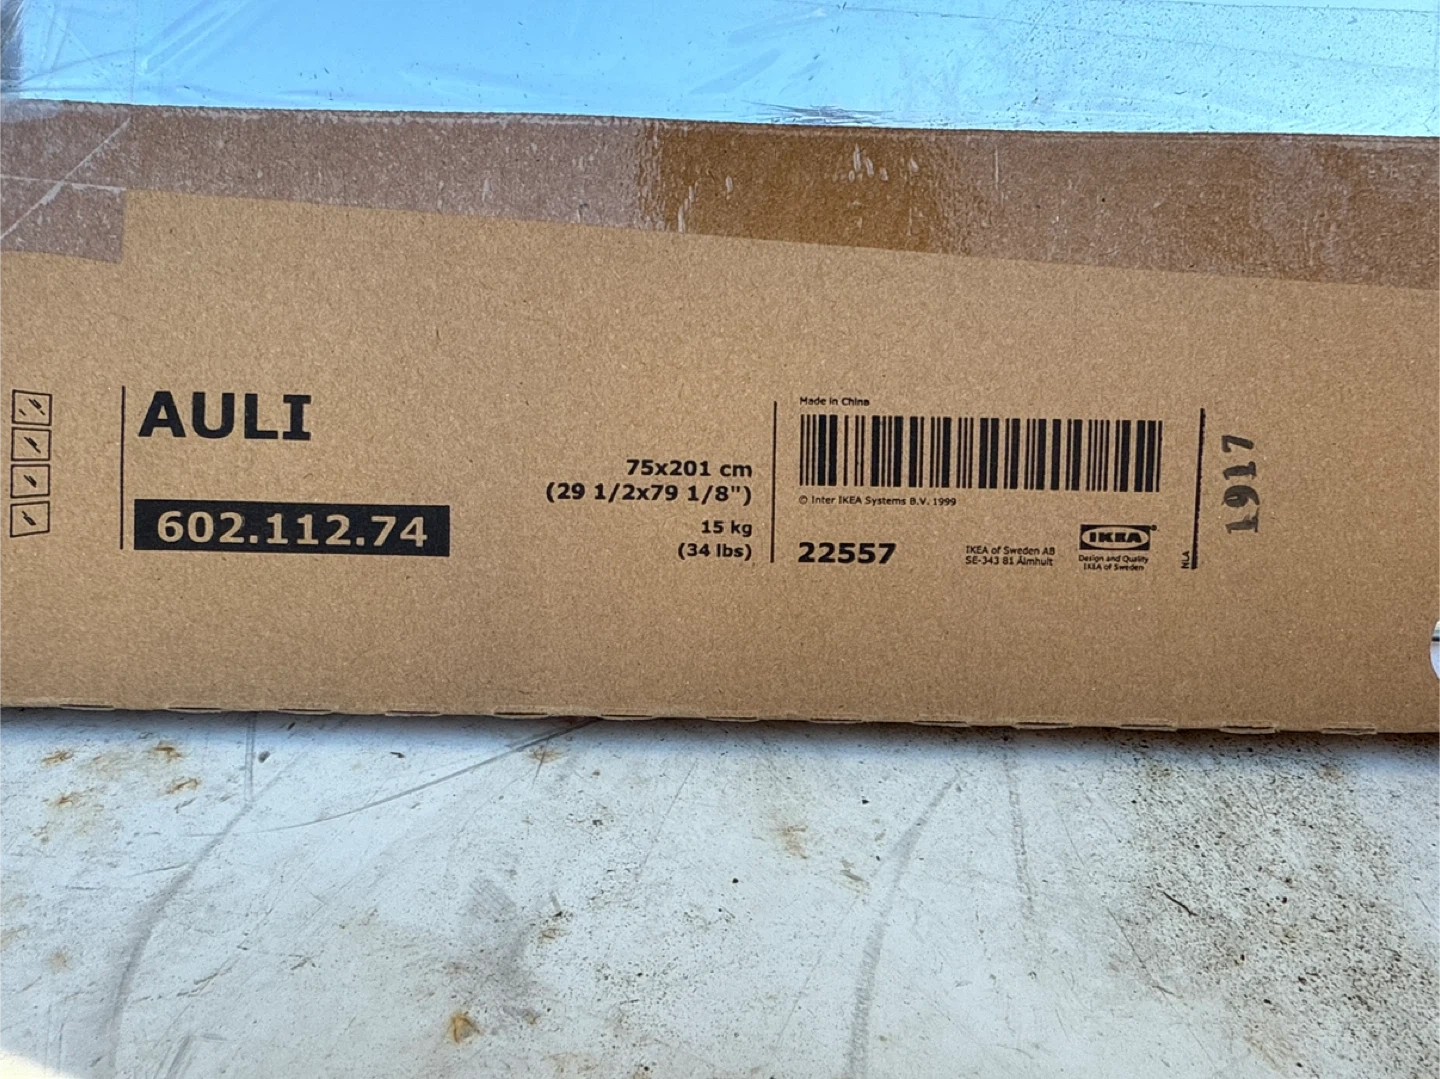 AULI
602.112.74
75x201 cm
(29 1/2x79 1/8")
15 kg
(34 lbs)
Made in China
© Inter IKEA Systems B.V. 1999
22557
IKEA of Sweden AB
SE-343 81 Älmhult
IKEA®
Design and Quality
IKEA of Sweden
NLA
1917